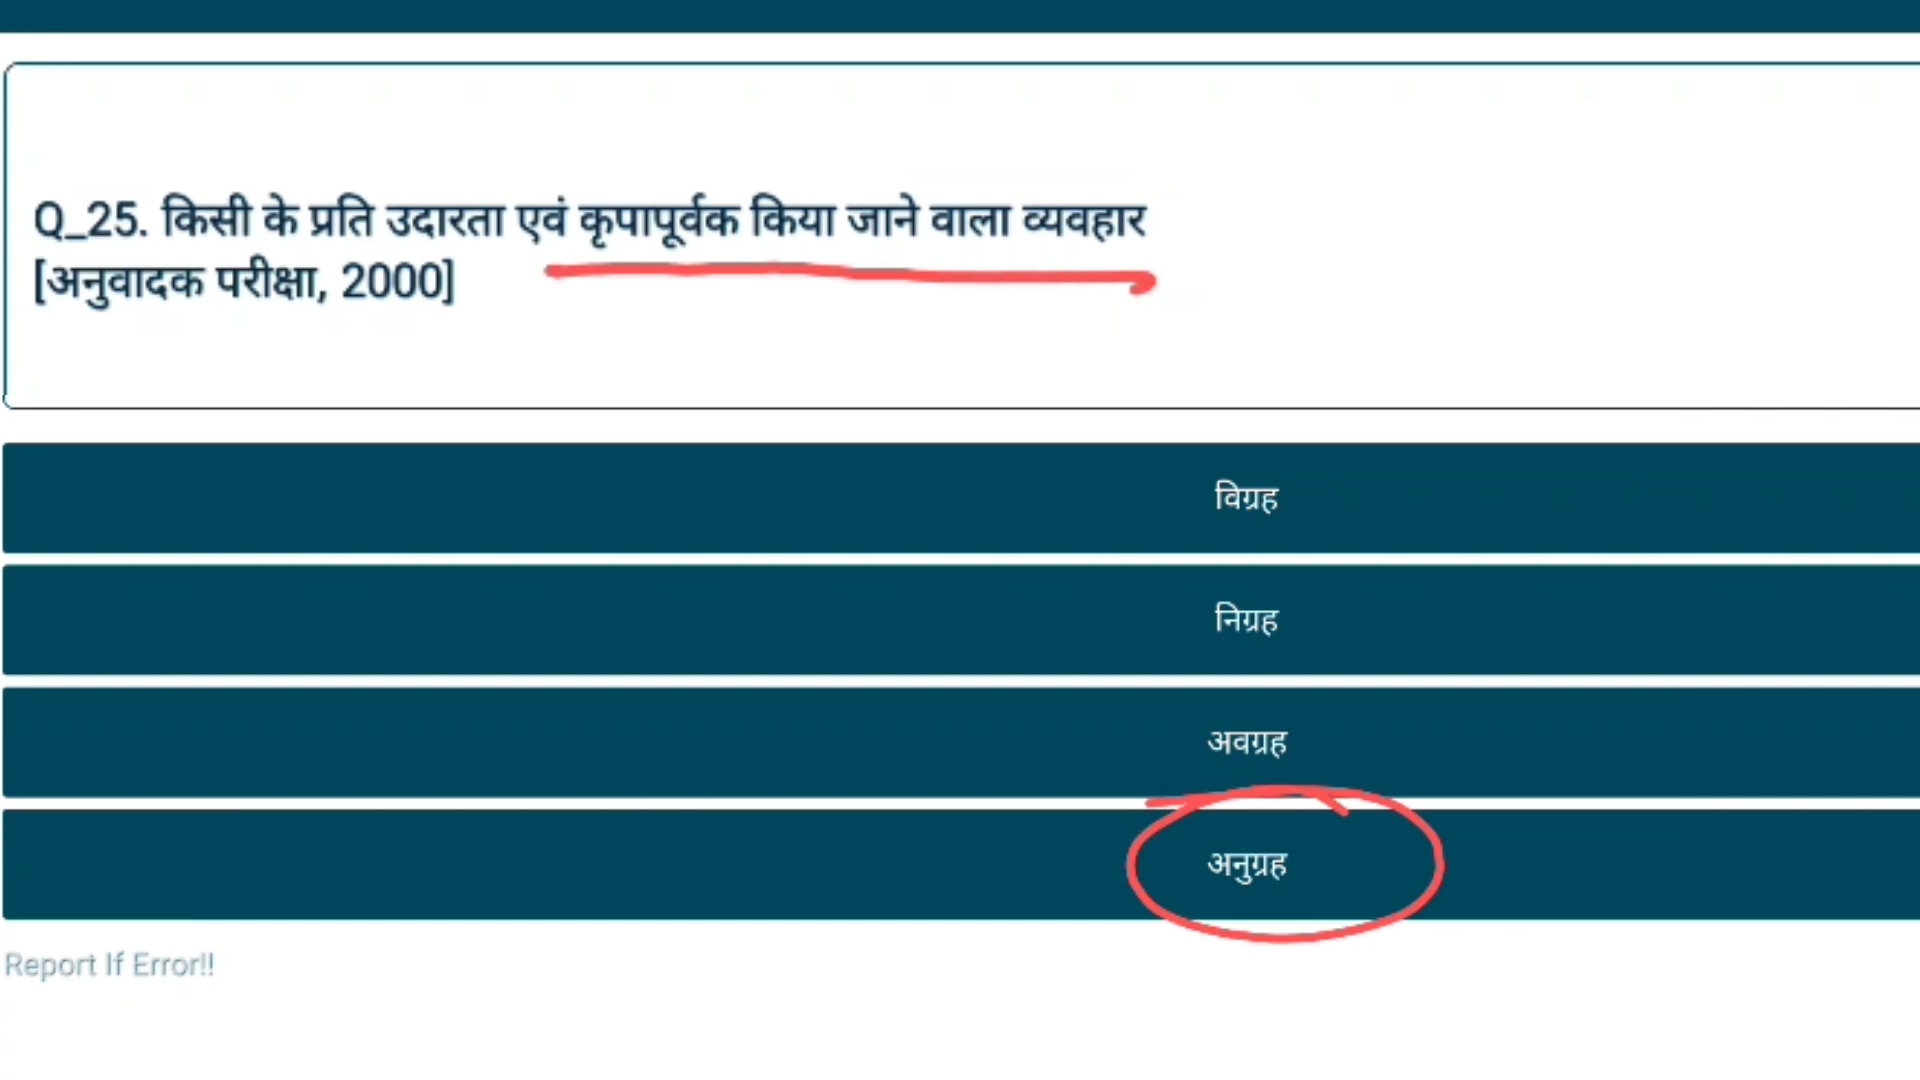 Q_25. किसी के प्रति उदारता एवं कृपापूर्वक किया जाने वाला व्यवहार
[अनुवादक परीक्षा, 2000]
विग्रह
निग्रह
अवग्रह
अनुग्रह
Report If Error!!